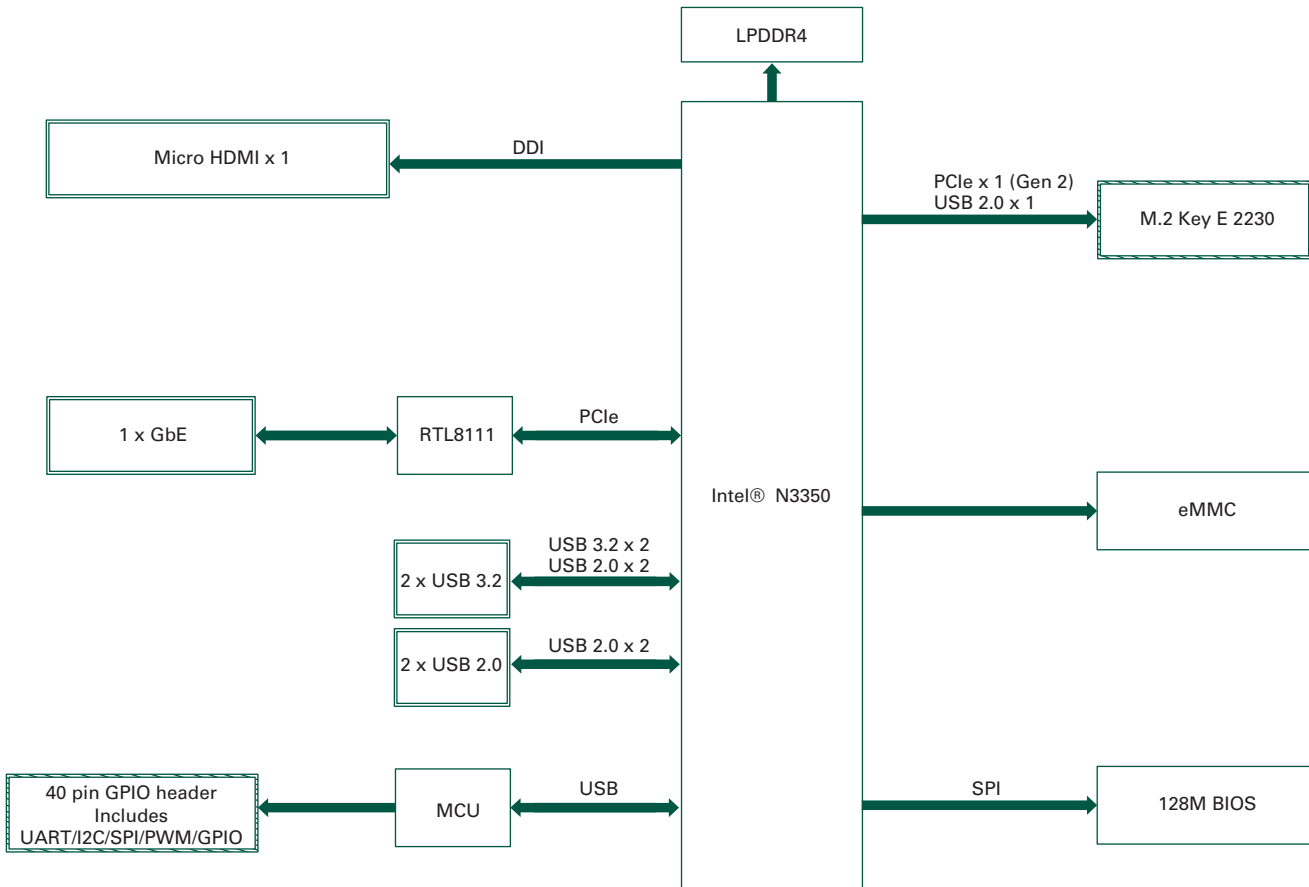 LPDDR4
Micro HDMI x 1
DDI
PCIe x 1 (Gen 2)
USB 2.0 x 1
M.2 Key E 2230
1 x GbE
RTL8111
PCIe
Intel® N3350
eMMC
2 x USB 3.2
USB 3.2 x 2
USB 2.0 x 2
2 x USB 2.0
USB 2.0 x 2
40 pin GPIO header
Includes
UART/I2C/SPI/PWM/GPIO
MCU
USB
SPI
128M BIOS